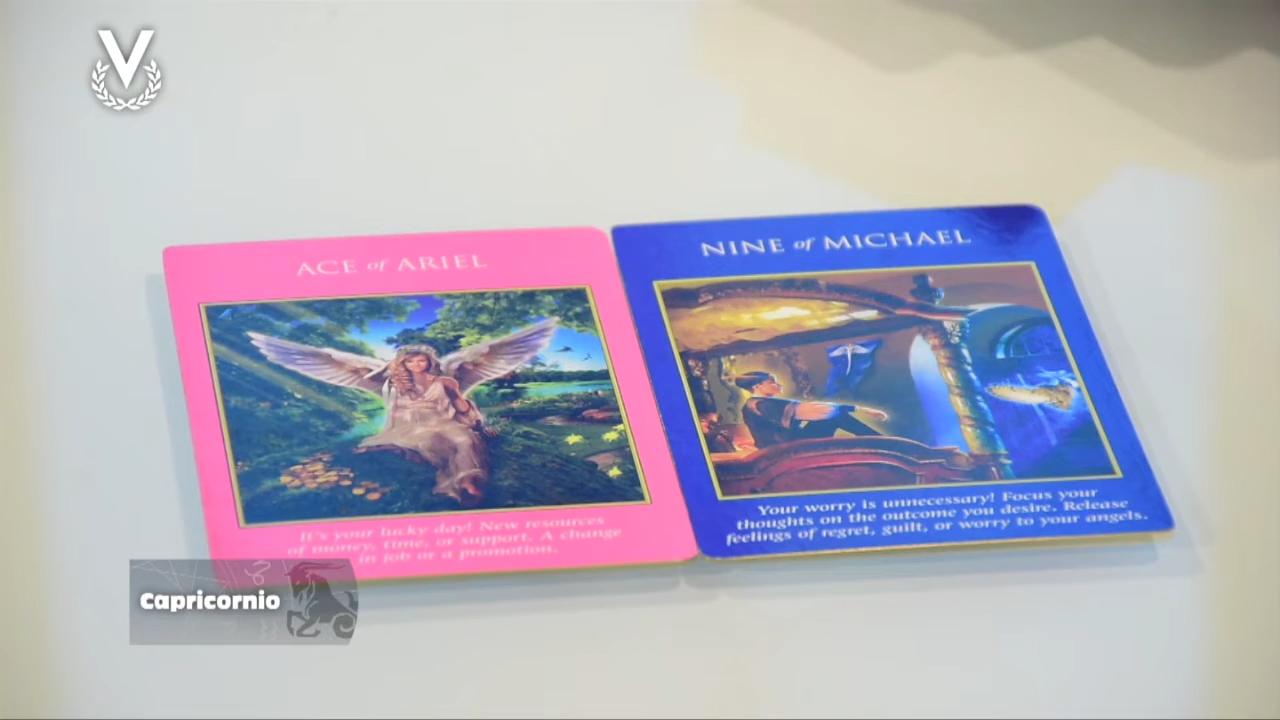 V
ACE of ARIEL
NINE of MICHAEL
It's your lucky day! New resources
of money, time, or support. A change
in job or a promotion.
Your worry is unnecessary! Focus your
thoughts on the outcome you desire. Release
feelings of regret, guilt, or worry to your angels.
Capricornio